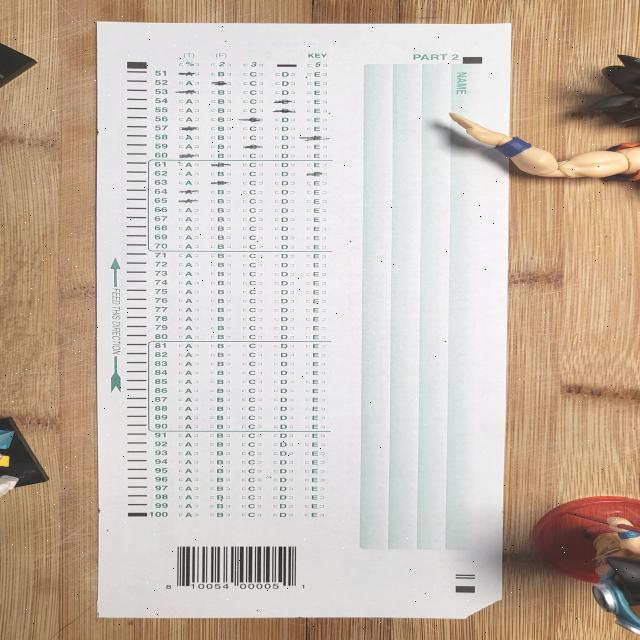 PART 2
(T) (F) KEY
% 2 3 5
NAME
51 A B C D E
52 A B C D E
53 A B C D E
54 A B C D E
55 A B C D E
56 A B C D E
57 A B C D E
58 A B C D E
59 A B C D E
60 A B C D E
61 A B C D E
62 A B C D E
63 A B C D E
64 A B C D E
65 A B C D E
66 A B C D E
67 A B C D E
68 A B C D E
69 A B C D E
70 A B C D E
71 A B C D E
72 A B C D E
73 A B C D E
74 A B C D E
75 A B C D E
76 A B C D E
77 A B C D E
78 A B C D E
79 A B C D E
80 A B C D E
81 A B C D E
82 A B C D E
83 A B C D E
84 A B C D E
85 A B C D E
86 A B C D E
87 A B C D E
88 A B C D E
89 A B C D E
90 A B C D E
91 A B C D E
92 A B C D E
93 A B C D E
94 A B C D E
95 A B C D E
96 A B C D E
97 A B C D E
98 A B C D E
99 A B C D E
100 A B C D E
FEED THIS DIRECTION
8 10054 00005 1